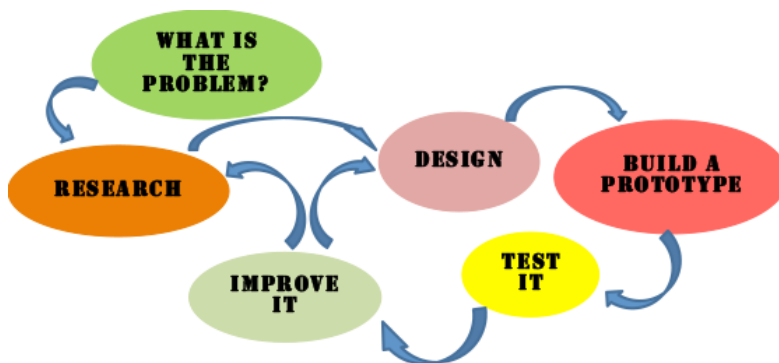 WHAT IS
THE
PROBLEM?
RESEARCH
DESIGN
BUILD A
PROTOTYPE
TEST
IT
IMPROVE
IT